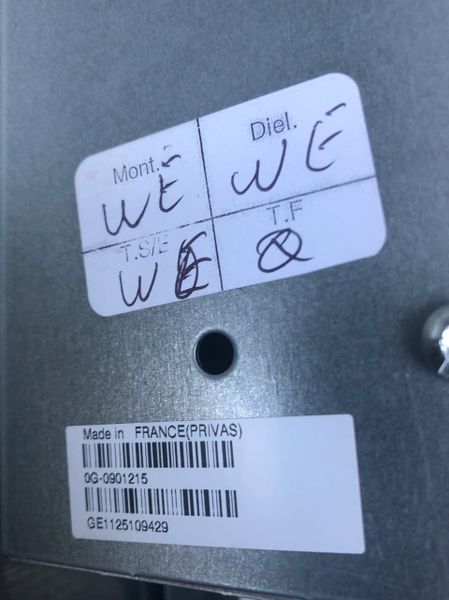 Mont.
Diel.
WE
WE
T.S/E
T.F
W
Made in FRANCE(PRIVAS)
0G-0901215
GE1125109429